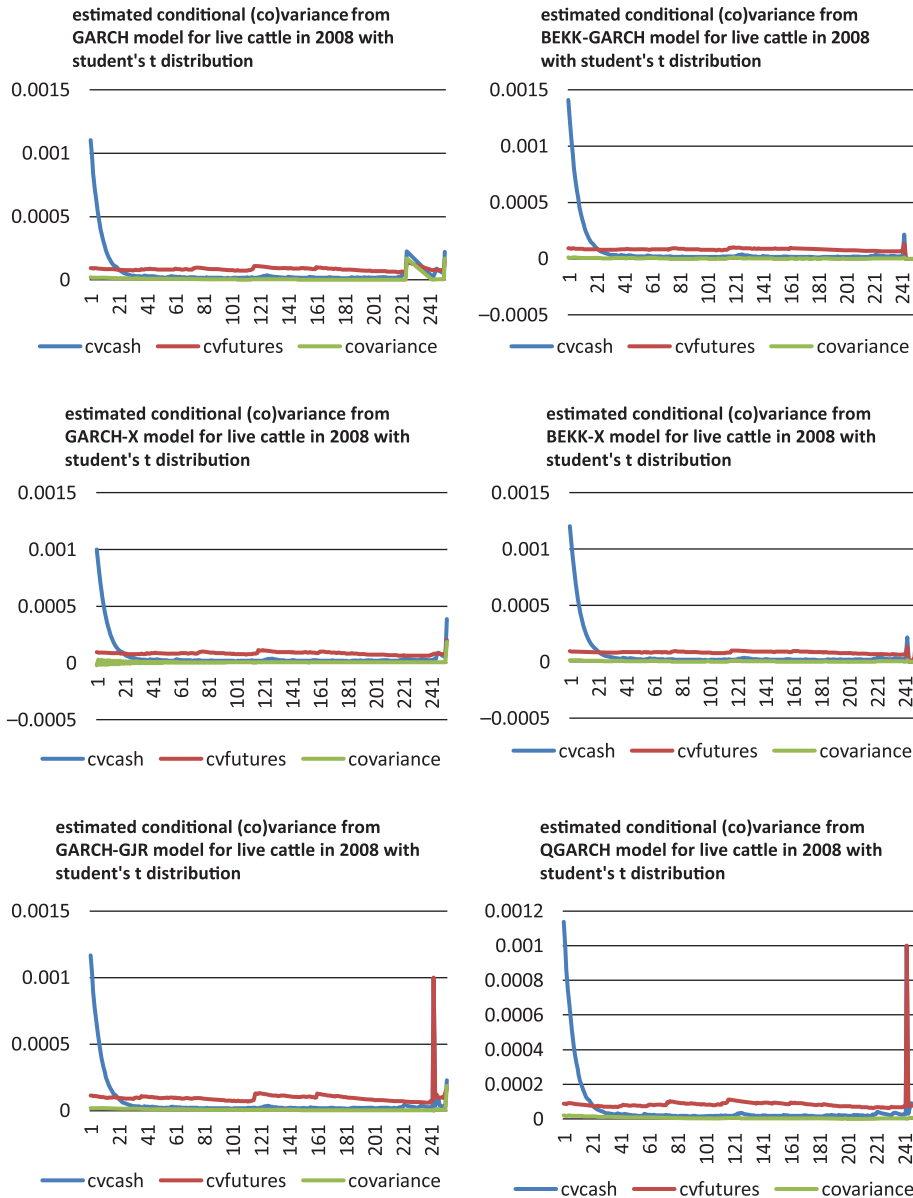 estimated conditional (co)variance from
GARCH model for live cattle in 2008 with
student's t distribution
0.0015
0.001
0.0005
0
1 21 41 61 81 101 121 141 161 181 201 221 241
cvcash cvfutures covariance
estimated conditional (co)variance from
BEKK-GARCH model for live cattle in 2008
with student's t distribution
0.0015
0.001
0.0005
0
−0.0005
1 21 41 61 81 101 121 141 161 181 201 221 241
cvcash cvfutures covariance
estimated conditional (co)variance from
GARCH-X model for live cattle in 2008 with
student's t distribution
0.0015
0.001
0.0005
0
−0.0005
1 21 41 61 81 101 121 141 161 181 201 221 241
cvcash cvfutures covariance
estimated conditional (co)variance from
BEKK-X model for live cattle in 2008 with
student's t distribution
0.0015
0.001
0.0005
0
−0.0005
1 21 41 61 81 101 121 141 161 181 201 221 241
cvcash cvfutures covariance
estimated conditional (co)variance from
GARCH-GJR model for live cattle in 2008 with
student's t distribution
0.0015
0.001
0.0005
0
1 21 41 61 81 101 121 141 161 181 201 221 241
cvcash cvfutures covariance
estimated conditional (co)variance from
QGARCH model for live cattle in 2008 with
student's t distribution
0.0012
0.001
0.0008
0.0006
0.0004
0.0002
0
1 21 41 61 81 101 121 141 161 181 201 221 241
cvcash cvfutures covariance